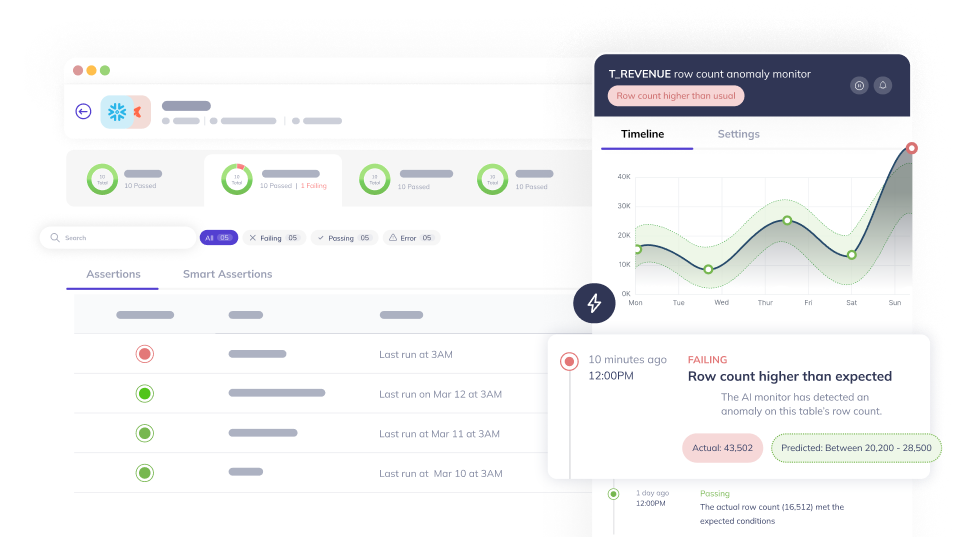 T_REVENUE row count anomaly monitor
Row count higher than usual
Timeline
Settings
10
Total
10 Passed
10
Total
10 Passed | 1 Failing
10
Total
10 Passed
10
Total
10 Passed
Search
All 05
Failing 05
Passing 05
Error 05
Assertions
Smart Assertions
Last run at 3AM
Last run on Mar 12 at 3AM
Last run at Mar 11 at 3AM
Last run at Mar 10 at 3AM
40K
30K
20K
10K
0K
Mon
Tue
Wed
Thur
Fri
Sat
Sun
10 minutes ago
12:00PM
FAILING
Row count higher than expected
The AI monitor has detected an
anomaly on this table's row count.
Actual: 43,502
Predicted: Between 20,200 - 28,500
1 day ago
12:00PM
Passing
The actual row count (16,512) met the
expected conditions